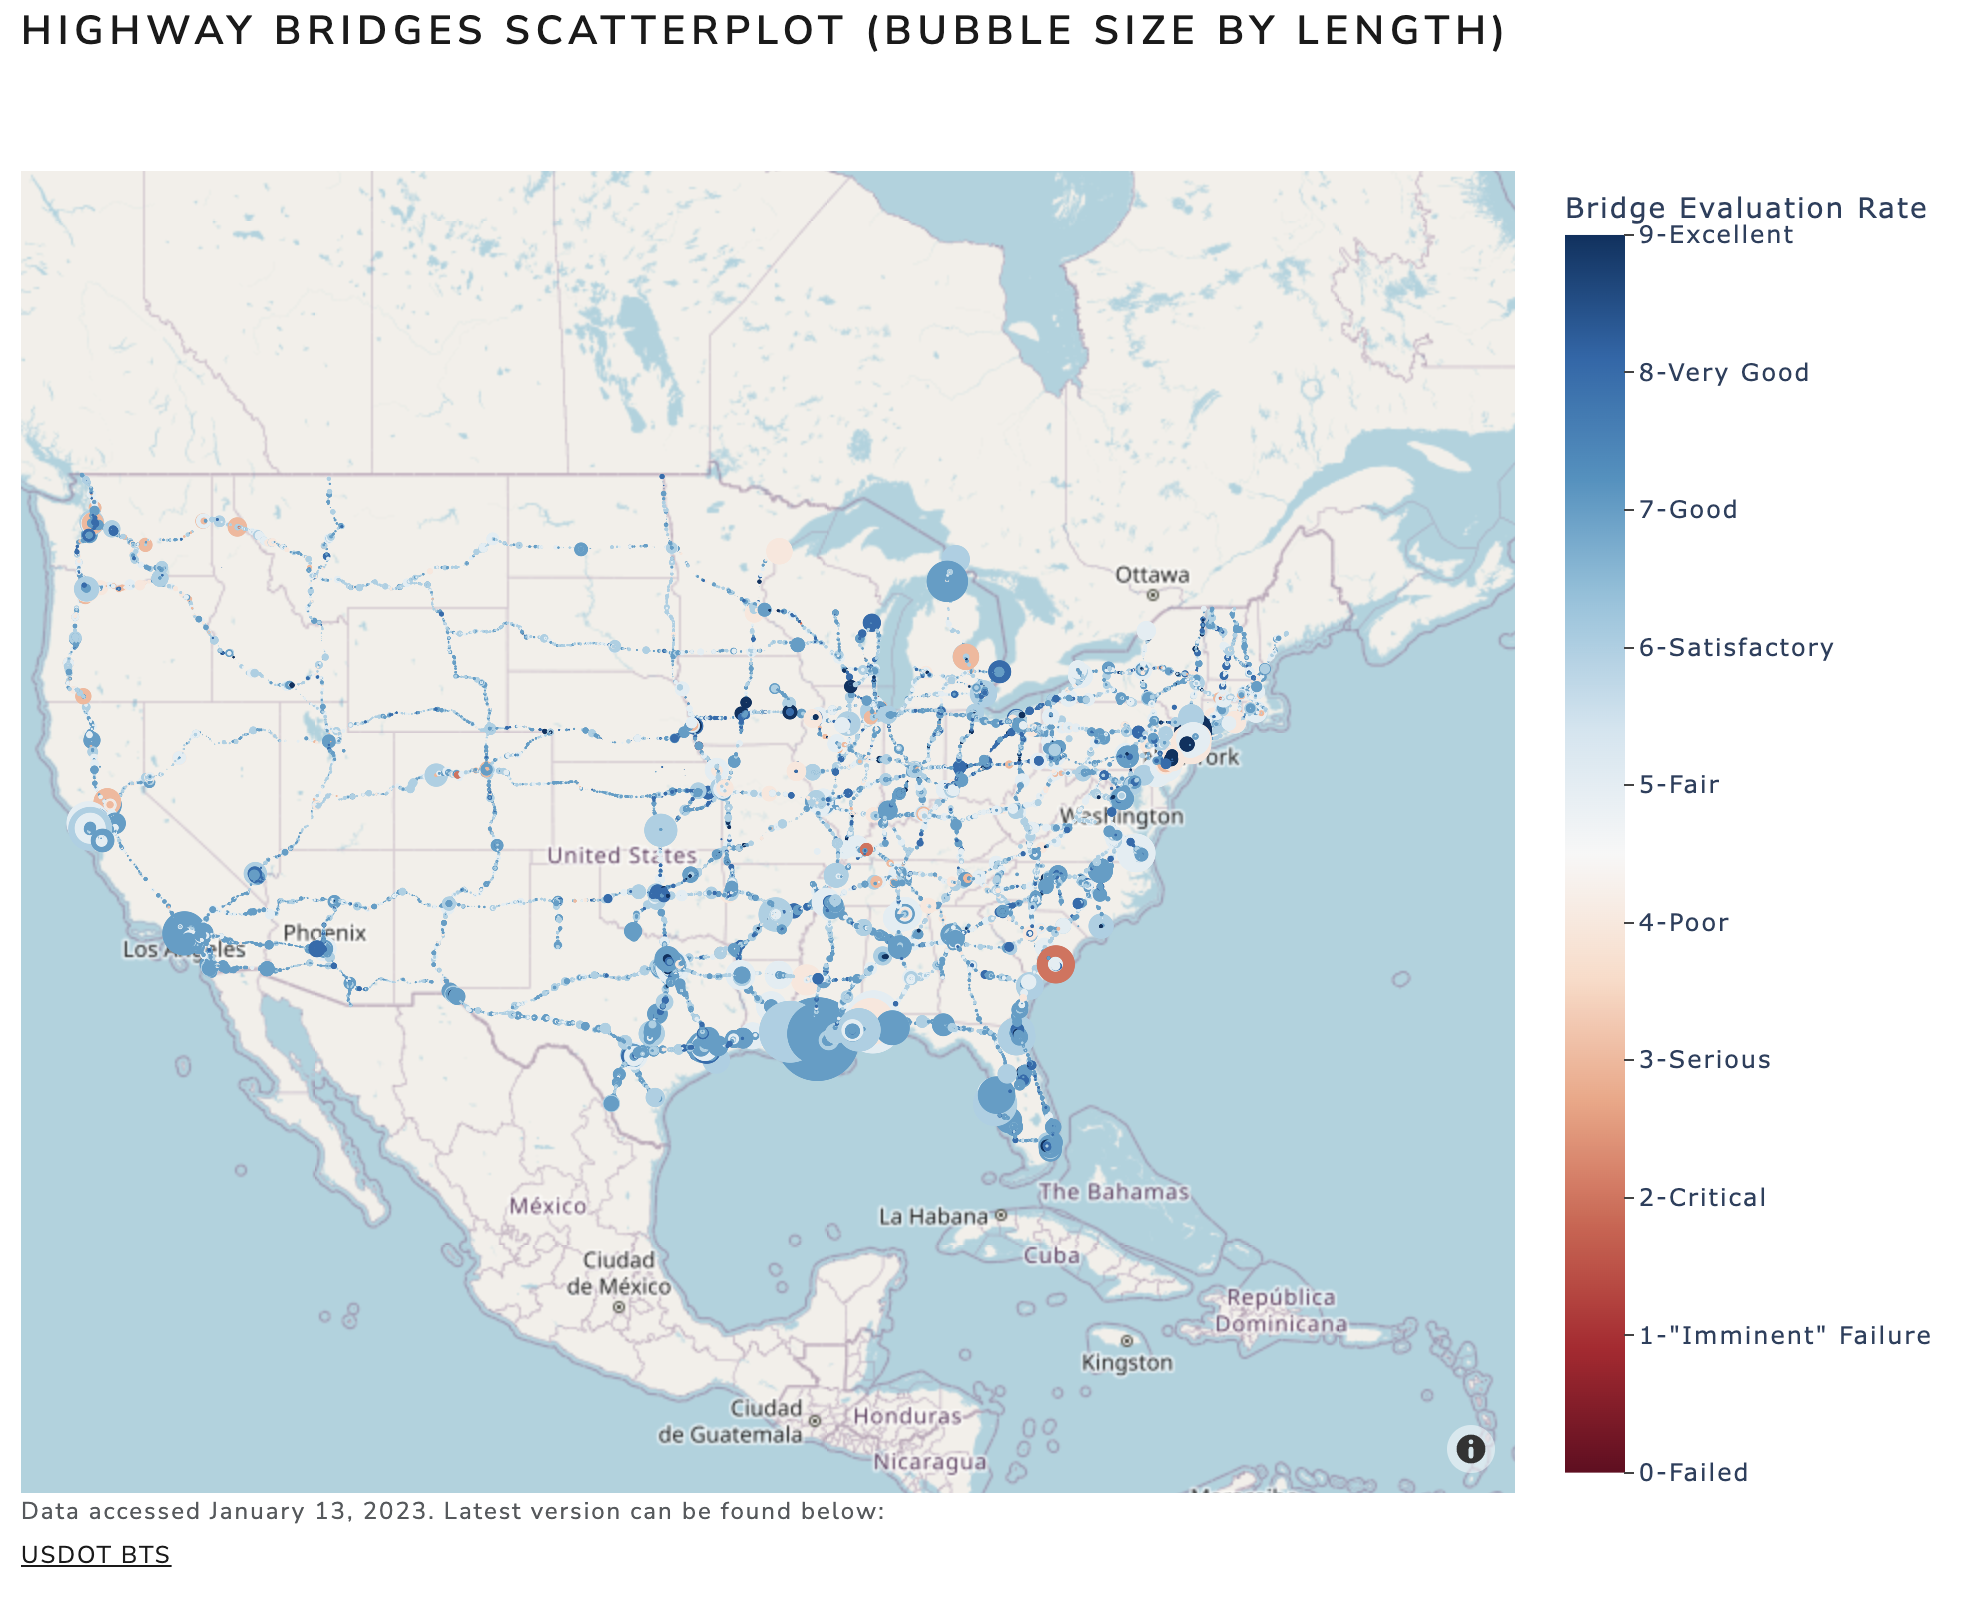 HIGHWAY BRIDGES SCATTERPLOT (BUBBLE SIZE BY LENGTH)
Bridge Evaluation Rate
9-Excellent
8-Very Good
7-Good
6-Satisfactory
5-Fair
4-Poor
3-Serious
2-Critical
1-"Imminent" Failure
0-Failed
Ottawa
Washington
United States
Phoenix
Los Angeles
The Bahamas
México
La Habana
Cuba
Ciudad
de México
República
Dominicana
Kingston
Ciudad
de Guatemala
Honduras
Nicaragua
Data accessed January 13, 2023. Latest version can be found below:
USDOT BTS